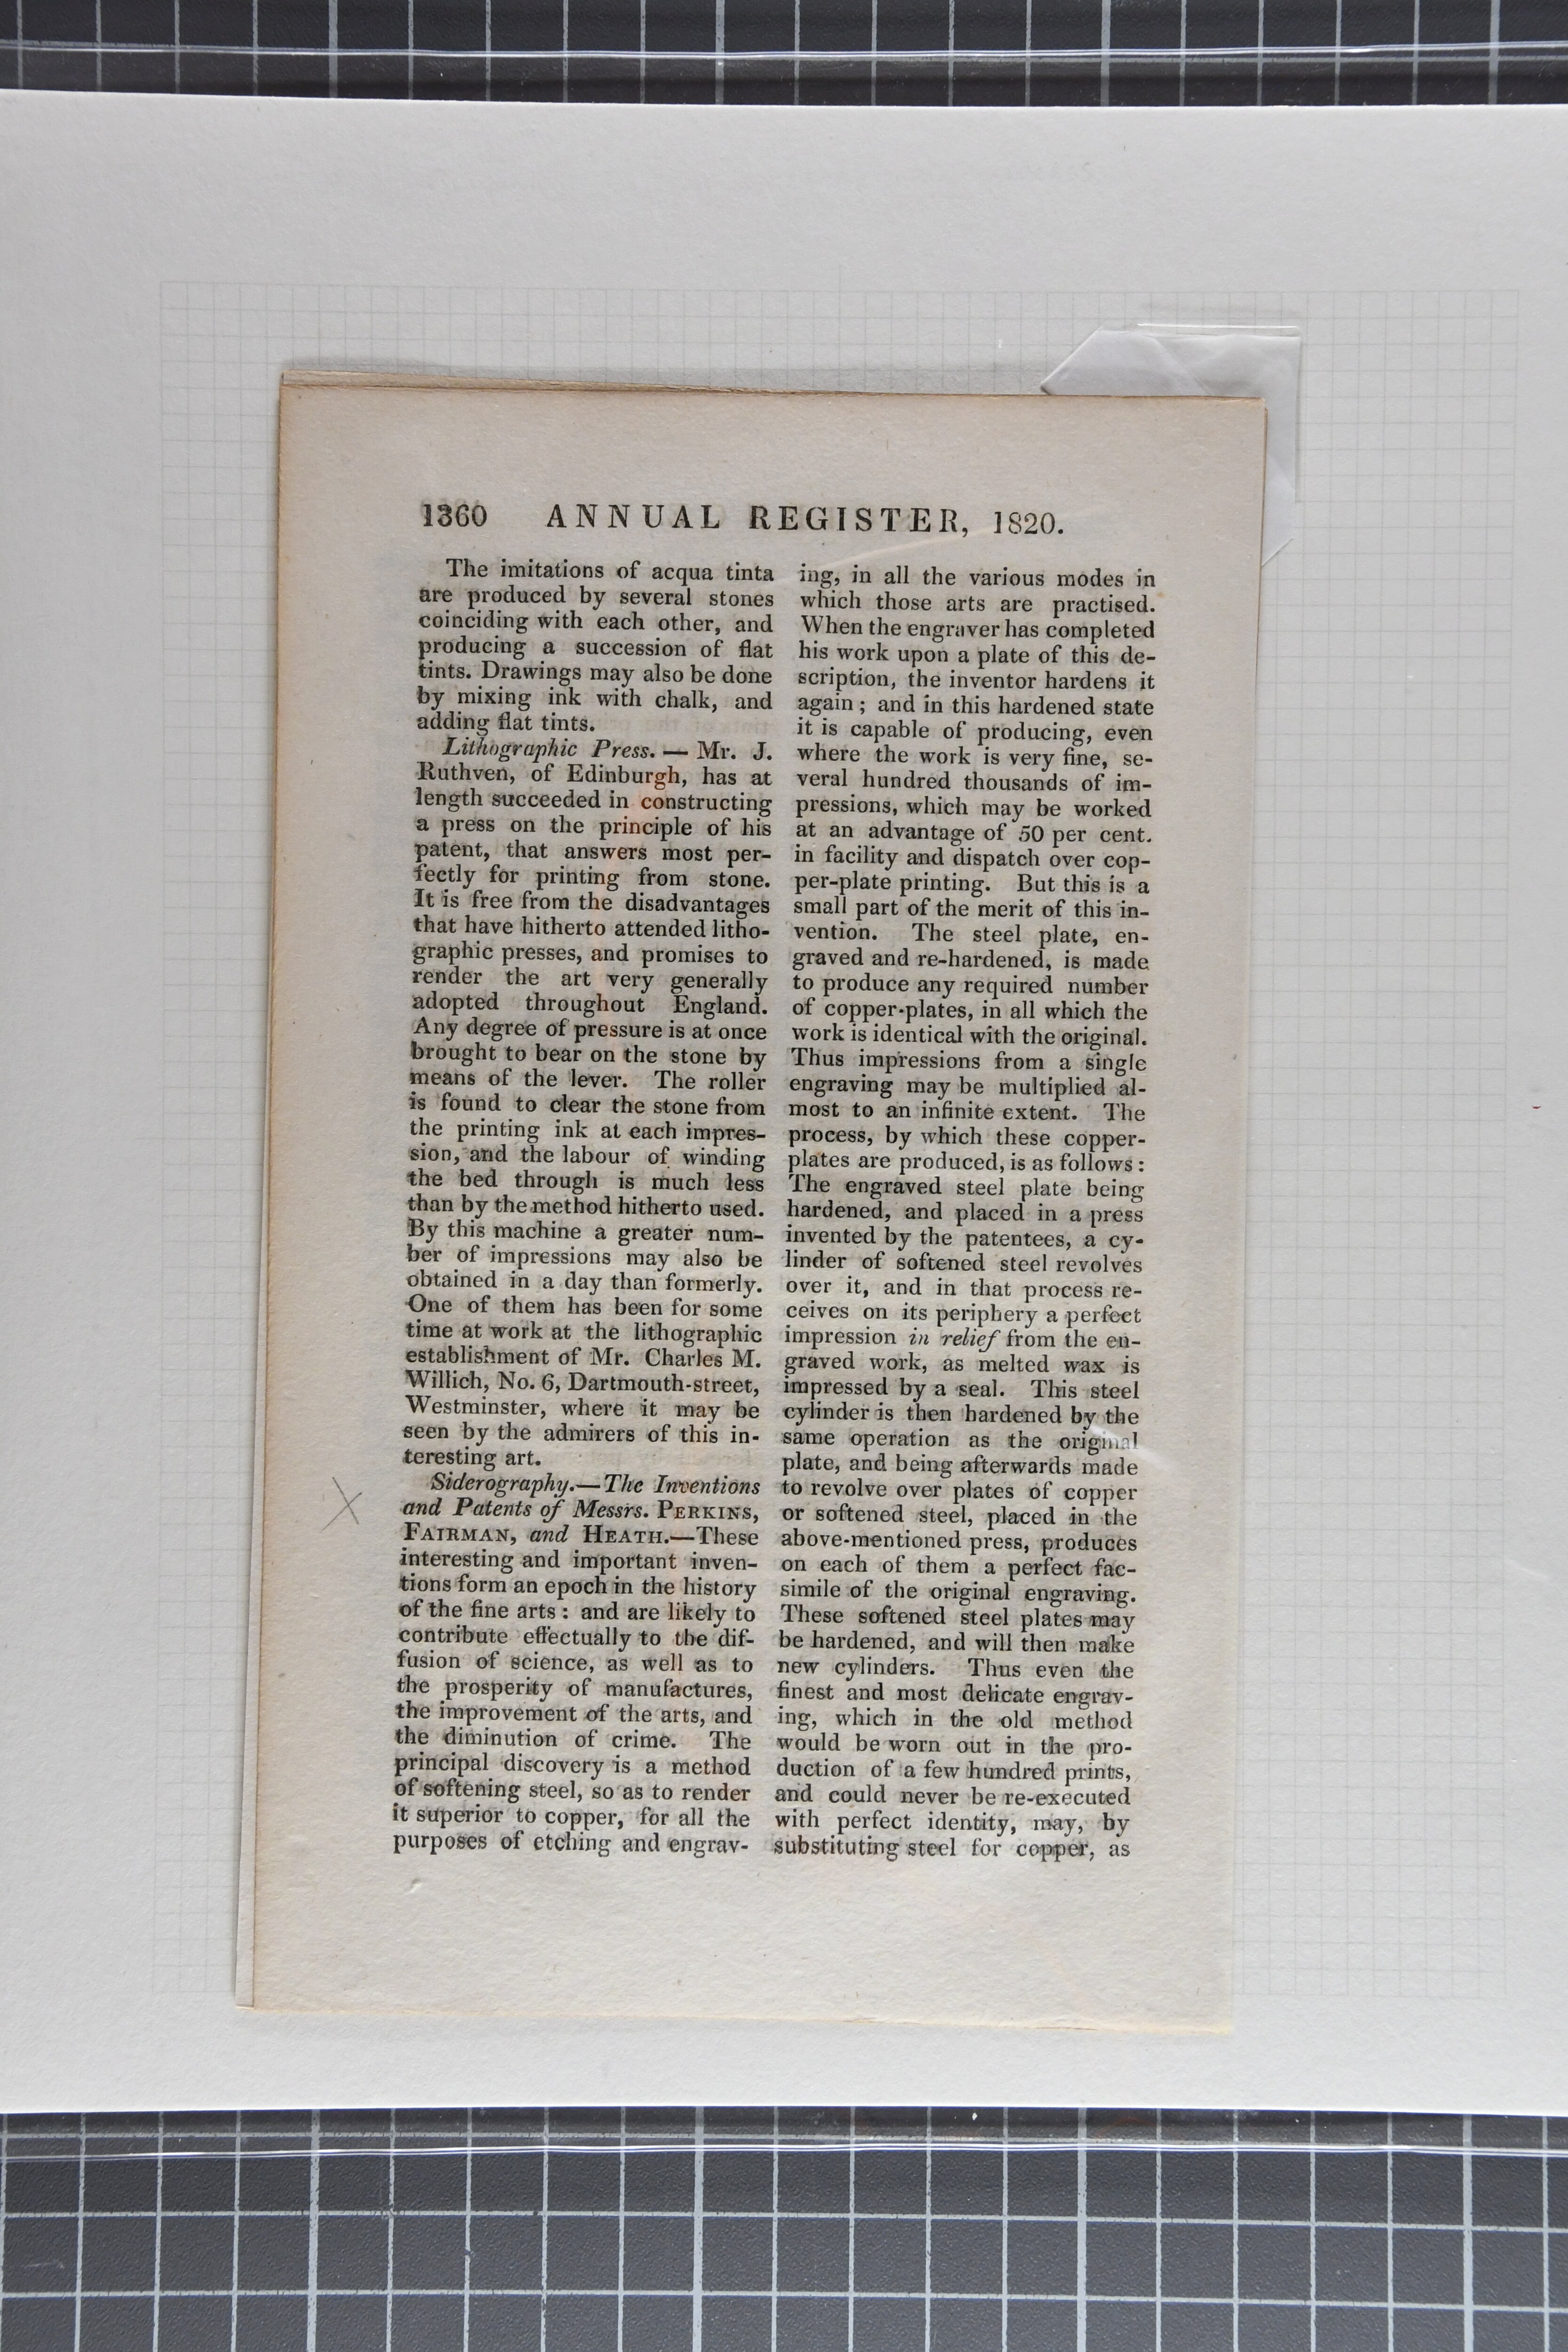 1360 ANNUAL REGISTER, 1820.
The imitations of acqua tinta
are produced by several stones
coinciding with each other, and
producing a succession of flat
tints. Drawings may also be done
by mixing ink with chalk, and
adding flat tints.
Lithographic Press. — Mr. J.
Ruthven, of Edinburgh, has at
length succeeded in constructing
a press on the principle of his
patent, that answers most per-
fectly for printing from stone.
It is free from the disadvantages
that have hitherto attended litho-
graphic presses, and promises to
render the art very generally
adopted throughout England.
Any degree of pressure is at once
brought to bear on the stone by
means of the lever. The roller
is found to clear the stone from
the printing ink at each impres-
sion, and the labour of winding
the bed through is much less
than by the method hitherto used.
By this machine a greater num-
ber of impressions may also be
obtained in a day than formerly.
One of them has been for some
time at work at the lithographic
establishment of Mr. Charles M.
Willich, No. 6, Dartmouth-street,
Westminster, where it may be
seen by the admirers of this in-
teresting art.
Siderography.—The Inventions
and Patents of Messrs. PERKINS,
FAIRMAN, and HEATH.—These
interesting and important inven-
tions form an epoch in the history
of the fine arts: and are likely to
contribute effectually to the dif-
fusion of science, as well as to
the prosperity of manufactures,
the improvement of the arts, and
the diminution of crime. The
principal discovery is a method
of softening steel, so as to render
it superior to copper, for all the
purposes of etching and engrav-
ing, in all the various modes in
which those arts are practised.
When the engraver has completed
his work upon a plate of this de-
scription, the inventor hardens it
again; and in this hardened state
it is capable of producing, even
where the work is very fine, se-
veral hundred thousands of im-
pressions, which may be worked
at an advantage of 50 per cent.
in facility and dispatch over cop-
per-plate printing. But this is a
small part of the merit of this in-
vention. The steel plate, en-
graved and re-hardened, is made
to produce any required number
of copper-plates, in all which the
work is identical with the original.
Thus impressions from a single
engraving may be multiplied al-
most to an infinite extent. The
process, by which these copper-
plates are produced, is as follows:
The engraved steel plate being
hardened, and placed in a press
invented by the patentees, a cy-
linder of softened steel revolves
over it, and in that process re-
ceives on its periphery a perfect
impression in relief from the en-
graved work, as melted wax is
impressed by a seal. This steel
cylinder is then hardened by the
same operation as the original
plate, and being afterwards made
to revolve over plates of copper
or softened steel, placed in the
above-mentioned press, produces
on each of them a perfect fac-
simile of the original engraving.
These softened steel plates may
be hardened, and will then make
new cylinders. Thus even the
finest and most delicate engrav-
ing, which in the old method
would be worn out in the pro-
duction of a few hundred prints,
and could never be re-executed
with perfect identity, may, by
substituting steel for copper, as